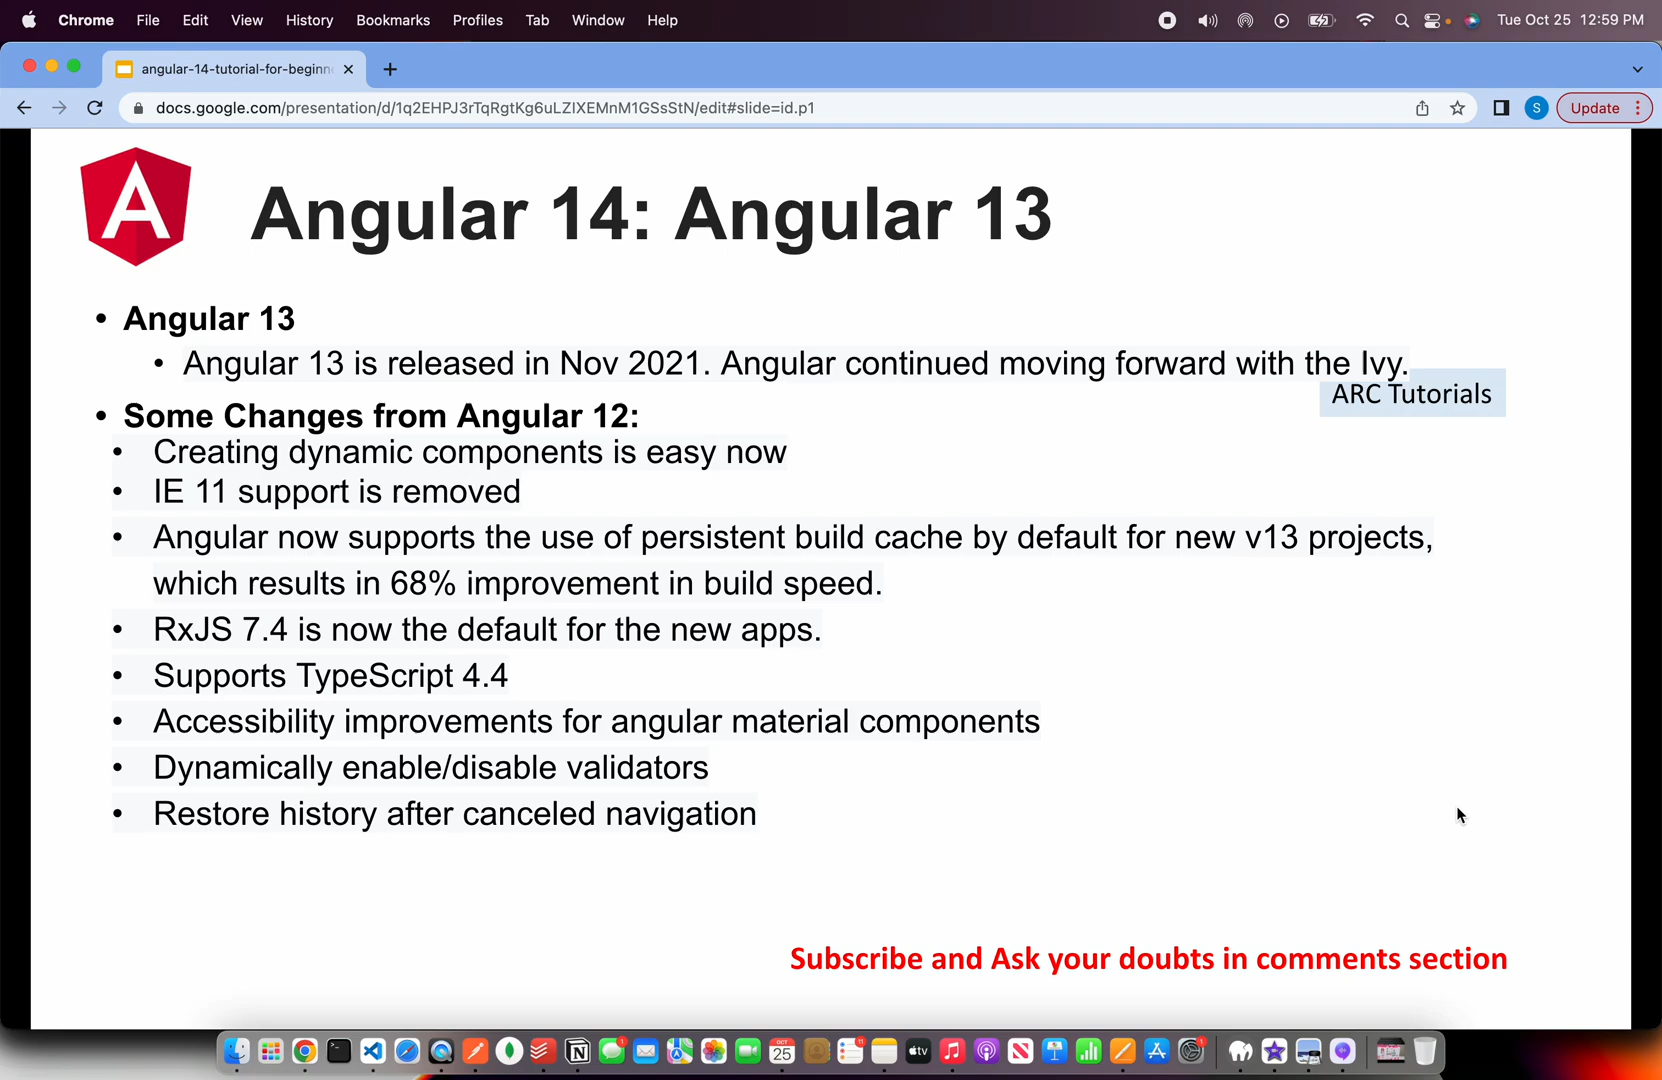 Chrome File Edit View History Bookmarks Profiles Tab Window Help Tue Oct 25 12:59 PM
angular-14-tutorial-for-beginn
docs.google.com/presentation/d/1q2EHPJ3rTqRgtKg6uLZIXEMnM1GSsStN/edit#slide=id.p1 S Update
A Angular 14: Angular 13
• Angular 13
• Angular 13 is released in Nov 2021. Angular continued moving forward with the Ivy.
ARC Tutorials
• Some Changes from Angular 12:
• Creating dynamic components is easy now
• IE 11 support is removed
• Angular now supports the use of persistent build cache by default for new v13 projects,
which results in 68% improvement in build speed.
• RxJS 7.4 is now the default for the new apps.
• Supports TypeScript 4.4
• Accessibility improvements for angular material components
• Dynamically enable/disable validators
• Restore history after canceled navigation
Subscribe and Ask your doubts in comments section
1 OCT 25 11 tv 1